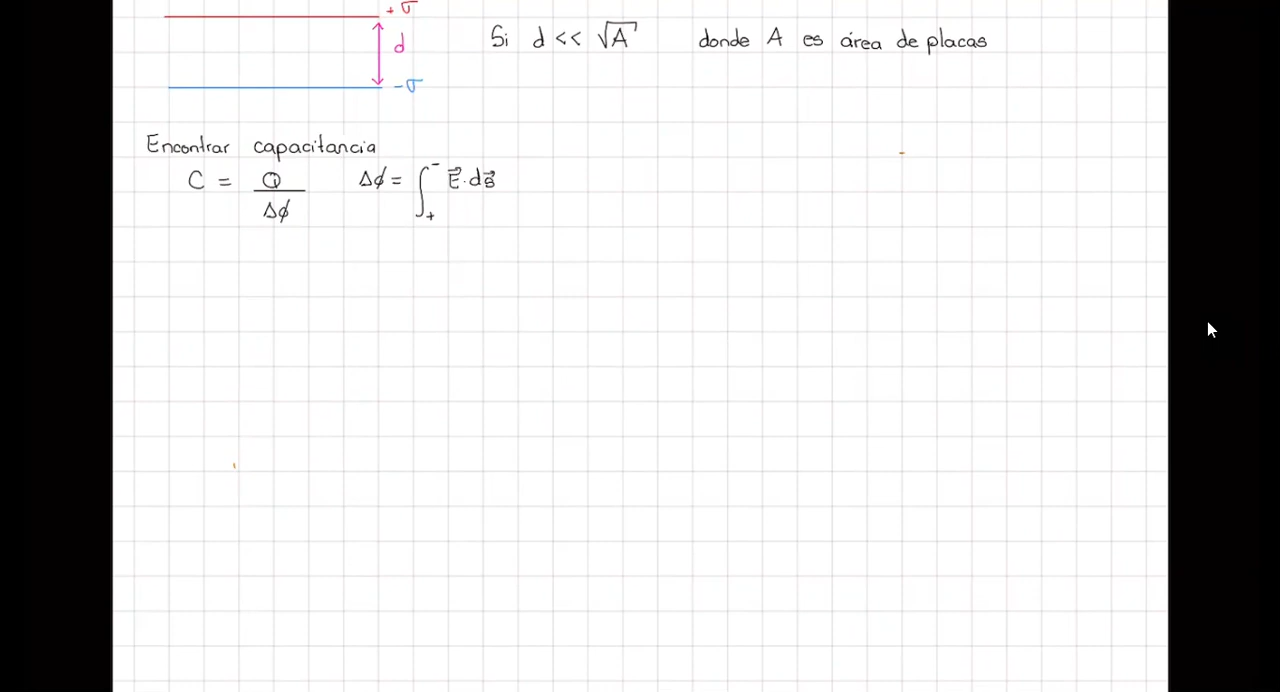 +σ
d
Si d << √A donde A es área de placas
-σ
Encontrar capacitancia
C = Q / Δϕ Δϕ = ∫₊⁻ E⃗·ds⃗